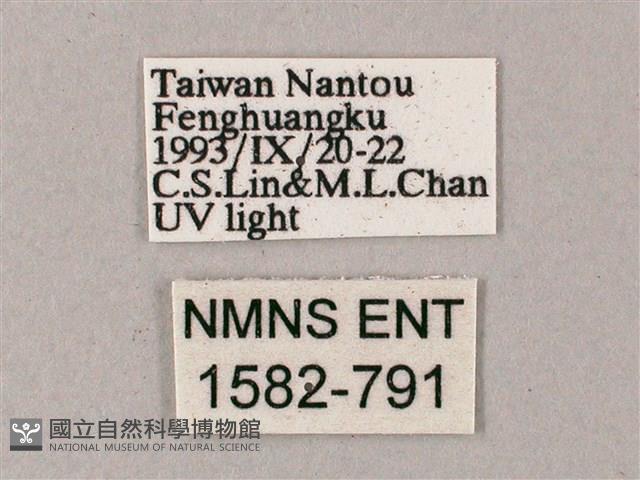 Taiwan Nantou
Fenghuangku
1993/IX/20-22
C.S.Lin&M.L.Chan
UV light
NMNS ENT
1582-791
國立自然科學博物館
NATIONAL MUSEUM OF NATURAL SCIENCE